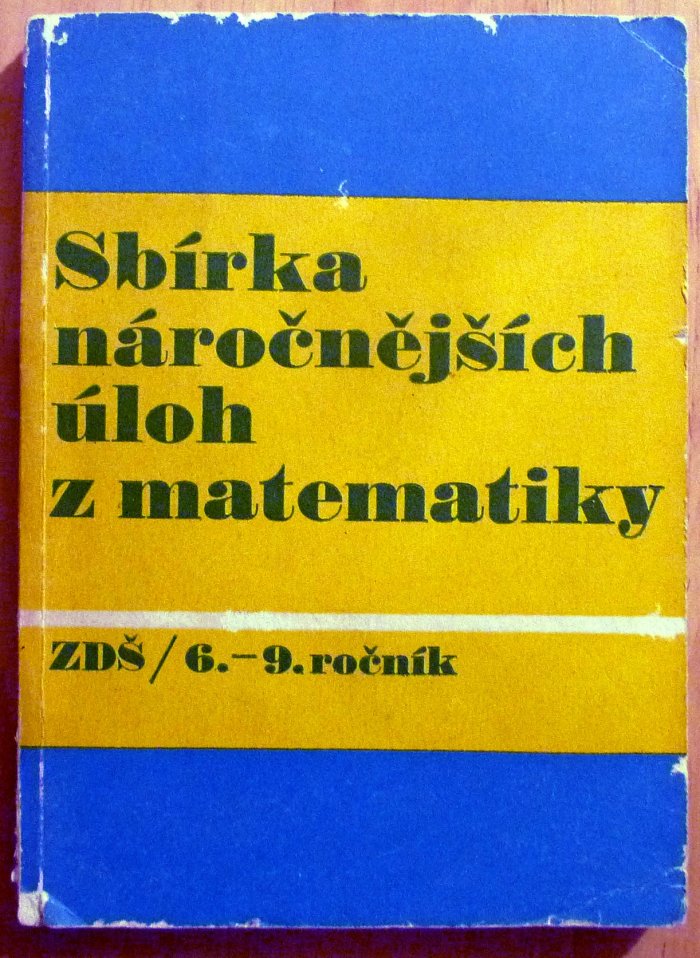 Sbírka
náročnějších
úloh
z matematiky
ZDŠ / 6.–9. ročník